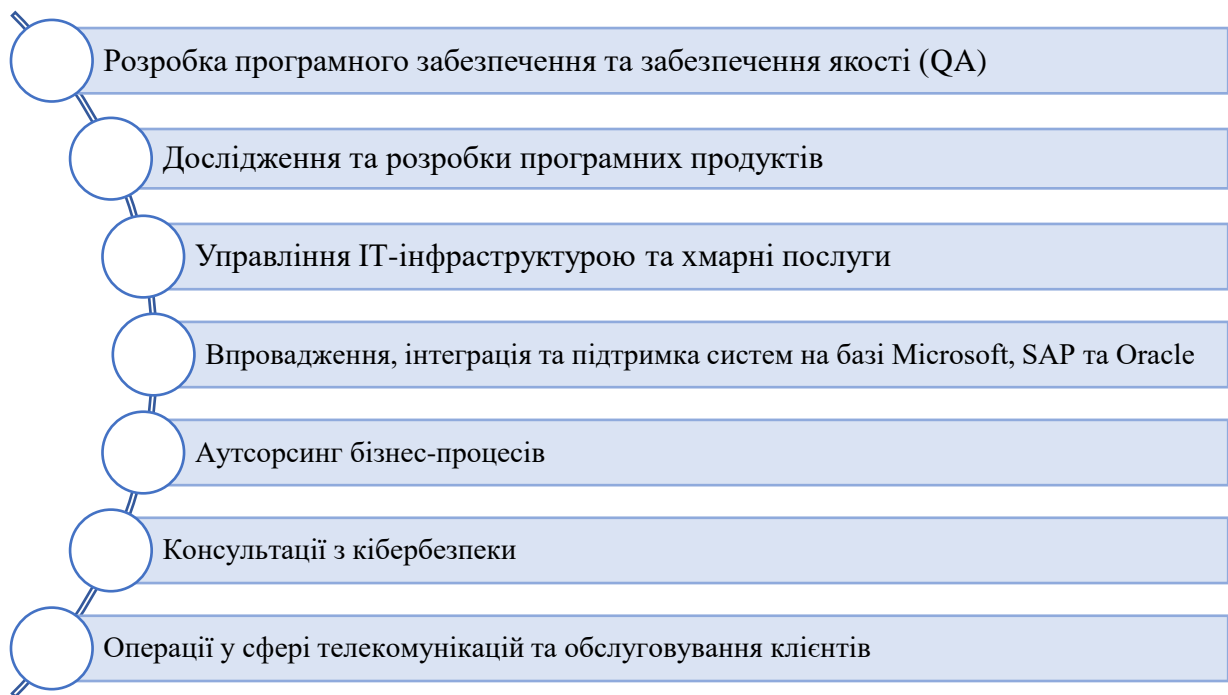 Розробка програмного забезпечення та забезпечення якості (QA)
Дослідження та розробки програмних продуктів
Управління ІТ-інфраструктурою та хмарні послуги
Впровадження, інтеграція та підтримка систем на базі Microsoft, SAP та Oracle
Аутсорсинг бізнес-процесів
Консультації з кібербезпеки
Операції у сфері телекомунікацій та обслуговування клієнтів